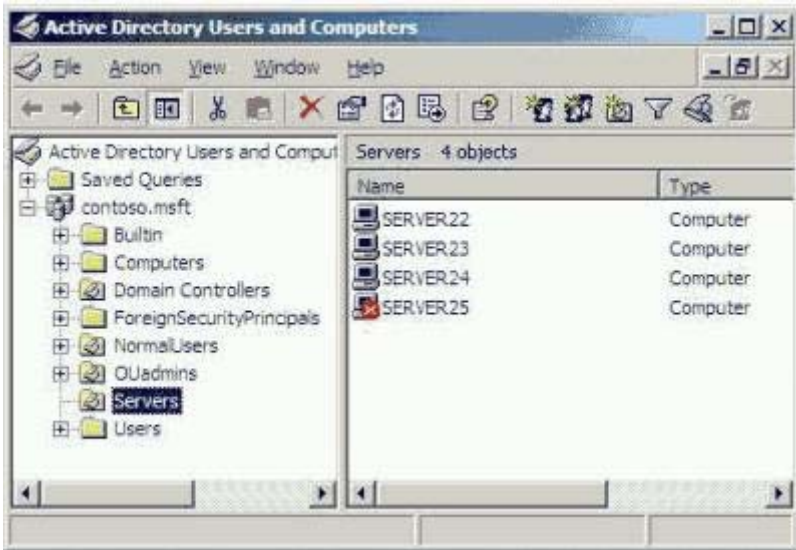 Active Directory Users and Computers
File Action View Window Help
Active Directory Users and Comput
Saved Queries
contoso.msft
Builtin
Computers
Domain Controllers
ForeignSecurityPrincipals
NormalUsers
OUadmins
Servers
Users
Servers 4 objects
Name Type
SERVER22 Computer
SERVER23 Computer
SERVER24 Computer
SERVER25 Computer